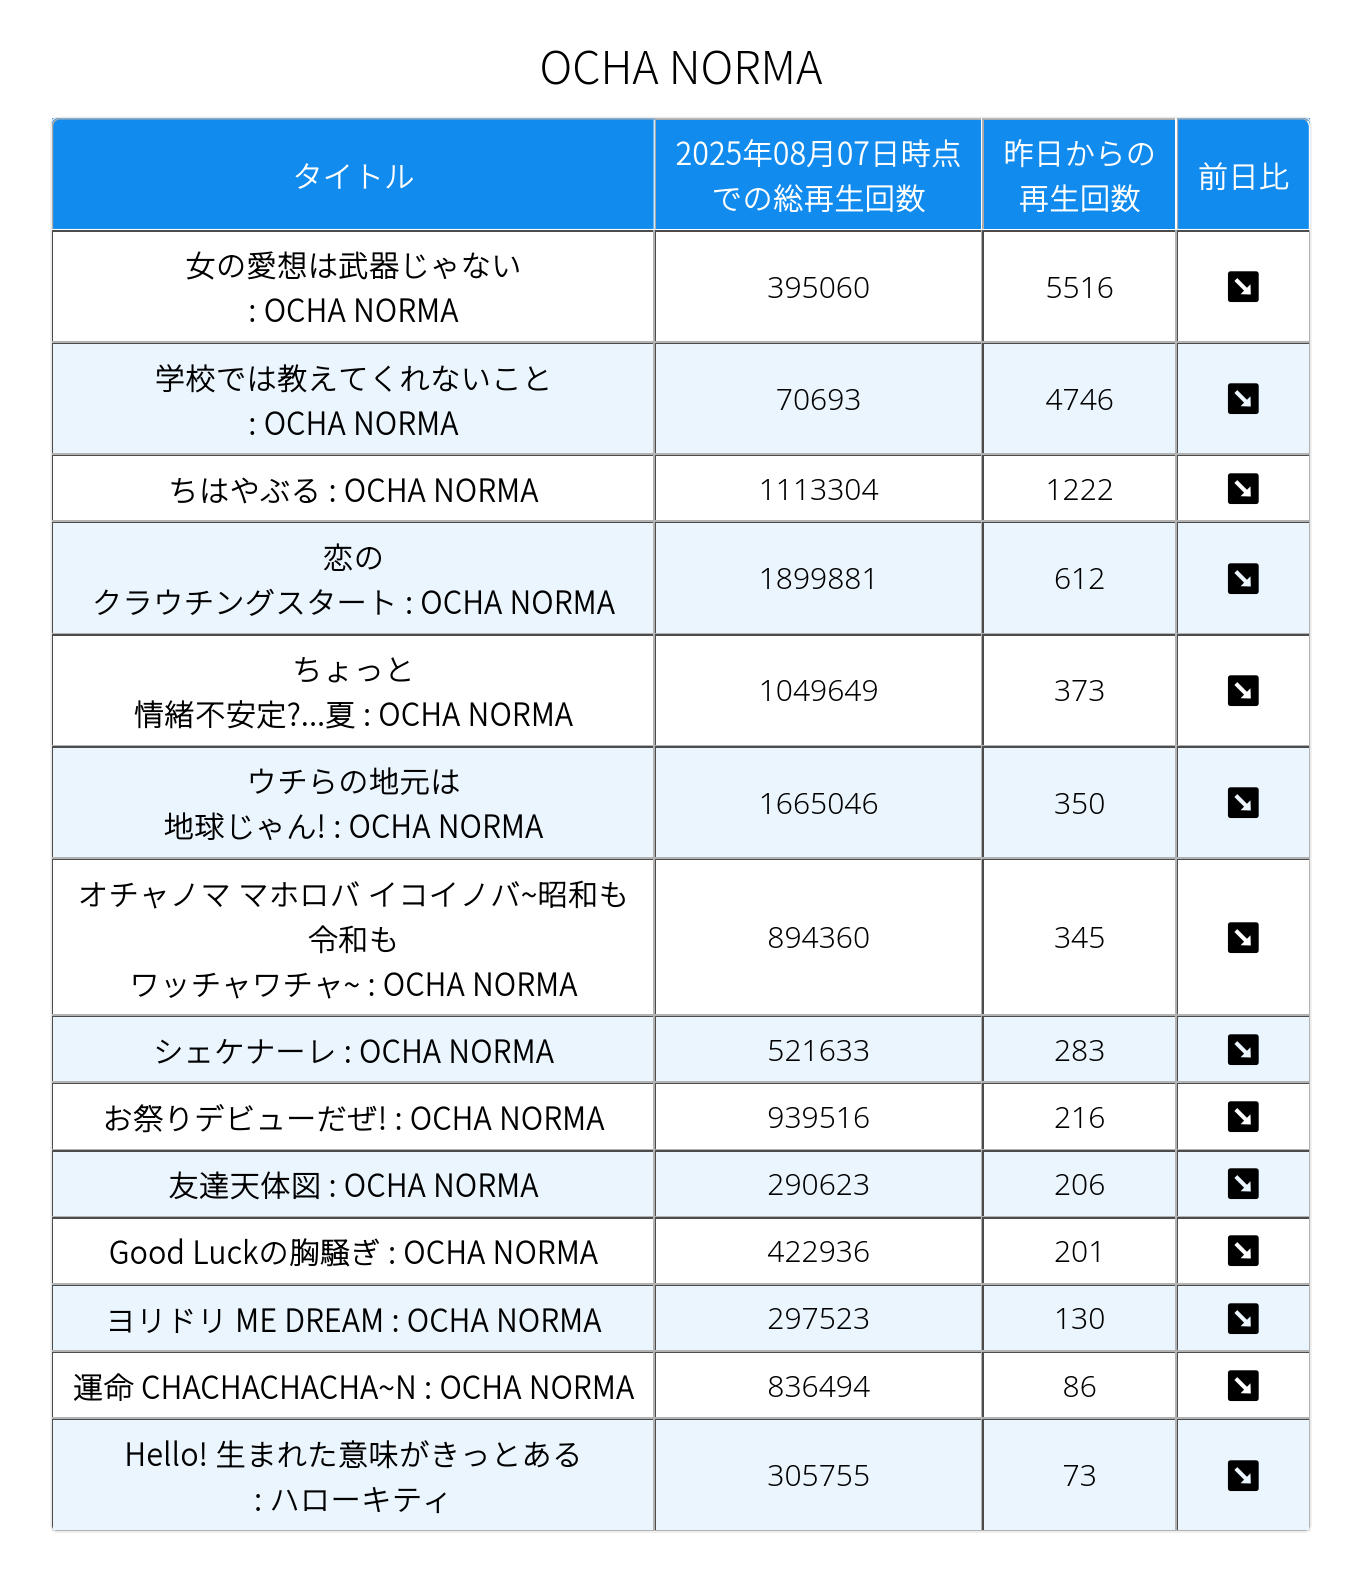 OCHA NORMA
タイトル
2025年08月07日時点
での総再生回数
昨日からの
再生回数
前日比
女の愛想は武器じゃない
: OCHA NORMA
395060
5516
学校では教えてくれないこと
: OCHA NORMA
70693
4746
ちはやぶる : OCHA NORMA
1113304
1222
恋の
クラウチングスタート : OCHA NORMA
1899881
612
ちょっと
情緒不安定?...夏 : OCHA NORMA
1049649
373
ウチらの地元は
地球じゃん! : OCHA NORMA
1665046
350
オチャノマ マホロバ イコイノバ~昭和も
令和も
ワッチャワチャ~ : OCHA NORMA
894360
345
シェケナーレ : OCHA NORMA
521633
283
お祭りデビューだぜ! : OCHA NORMA
939516
216
友達天体図 : OCHA NORMA
290623
206
Good Luckの胸騒ぎ : OCHA NORMA
422936
201
ヨリドリ ME DREAM : OCHA NORMA
297523
130
運命 CHACHACHACHA~N : OCHA NORMA
836494
86
Hello! 生まれた意味がきっとある
: ハローキティ
305755
73